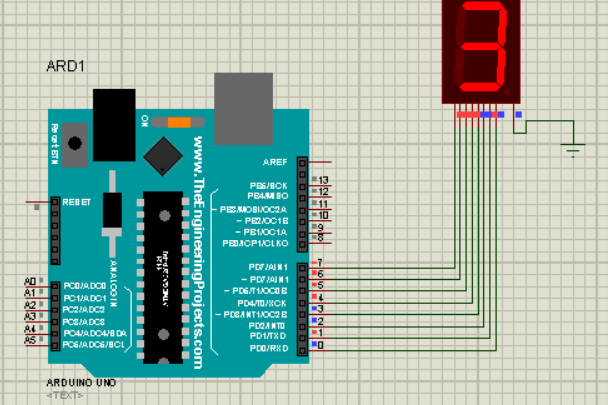 3
ARD1
Reset BTN
ON
www.TheEngineeringProjects.com
AREF
PB5/SCK 13
PB4/MISO 12
~ PB3/MOSI/OC2A 11
~ PB2/OC1B 10
~ PB1/OC1A 9
PB0/ICP1/CLKO 8
RESET
ANALOG IN
PD7/AIN1 7
~ PD7/AIN1 6
~ PD5/T1/OC0B 5
PD4/T0/XCK 4
~ PD3/INT1/OC2B 3
PD2/INT0 2
PD1/TXD 1
PD0/RXD 0
A0 PC0/ADC0
A1 PC1/ADC1
A2 PC2/ADC2
A3 PC3/ADC3
A4 PC4/ADC4/SDA
A5 PC5/ADC5/SCL
ARDUINO UNO
<TEXT>